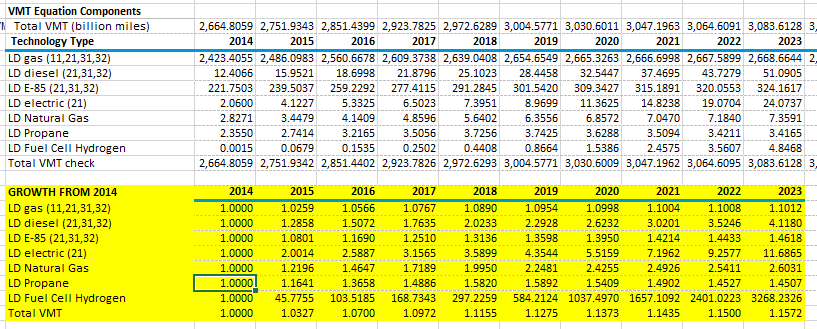 VMT Equation Components
Total VMT (billion miles) 2,664.8059 2,751.9343 2,851.4399 2,923.7825 2,972.6289 3,004.5771 3,030.6011 3,047.1963 3,064.6091 3,083.6128 3,
Technology Type 2014 2015 2016 2017 2018 2019 2020 2021 2022 2023
LD gas (11,21,31,32) 2,423.4055 2,486.0983 2,560.6678 2,609.3738 2,639.0408 2,654.6549 2,665.3263 2,666.6998 2,667.5899 2,668.6644 2,
LD diesel (21,31,32) 12.4066 15.9521 18.6998 21.8796 25.1023 28.4458 32.5447 37.4695 43.7279 51.0905
LD E-85 (21,31,32) 221.7503 239.5037 259.2292 277.4115 291.2845 301.5420 309.3427 315.1891 320.0553 324.1617
LD electric (21) 2.0600 4.1227 5.3325 6.5023 7.3951 8.9699 11.3625 14.8238 19.0704 24.0737
LD Natural Gas 2.8271 3.4479 4.1409 4.8596 5.6402 6.3556 6.8572 7.0470 7.1840 7.3591
LD Propane 2.3550 2.7414 3.2165 3.5056 3.7256 3.7425 3.6288 3.5094 3.4211 3.4165
LD Fuel Cell Hydrogen 0.0015 0.0679 0.1535 0.2502 0.4408 0.8664 1.5386 2.4575 3.5607 4.8468
Total VMT check 2,664.8059 2,751.9342 2,851.4402 2,923.7826 2,972.6293 3,004.5771 3,030.6009 3,047.1962 3,064.6095 3,083.6128 3,
GROWTH FROM 2014 2014 2015 2016 2017 2018 2019 2020 2021 2022 2023
LD gas (11,21,31,32) 1.0000 1.0259 1.0566 1.0767 1.0890 1.0954 1.0998 1.1004 1.1008 1.1012
LD diesel (21,31,32) 1.0000 1.2858 1.5072 1.7635 2.0233 2.2928 2.6232 3.0201 3.5246 4.1180
LD E-85 (21,31,32) 1.0000 1.0801 1.1690 1.2510 1.3136 1.3598 1.3950 1.4214 1.4433 1.4618
LD electric (21) 1.0000 2.0014 2.5887 3.1565 3.5899 4.3544 5.5159 7.1962 9.2577 11.6865
LD Natural Gas 1.0000 1.2196 1.4647 1.7189 1.9950 2.2481 2.4255 2.4926 2.5411 2.6031
LD Propane 1.0000 1.1641 1.3658 1.4886 1.5820 1.5892 1.5409 1.4902 1.4527 1.4507
LD Fuel Cell Hydrogen 1.0000 45.7755 103.5185 168.7343 297.2259 584.2124 1037.4970 1657.1092 2401.0223 3268.2326
Total VMT 1.0000 1.0327 1.0700 1.0972 1.1155 1.1275 1.1373 1.1435 1.1500 1.1572